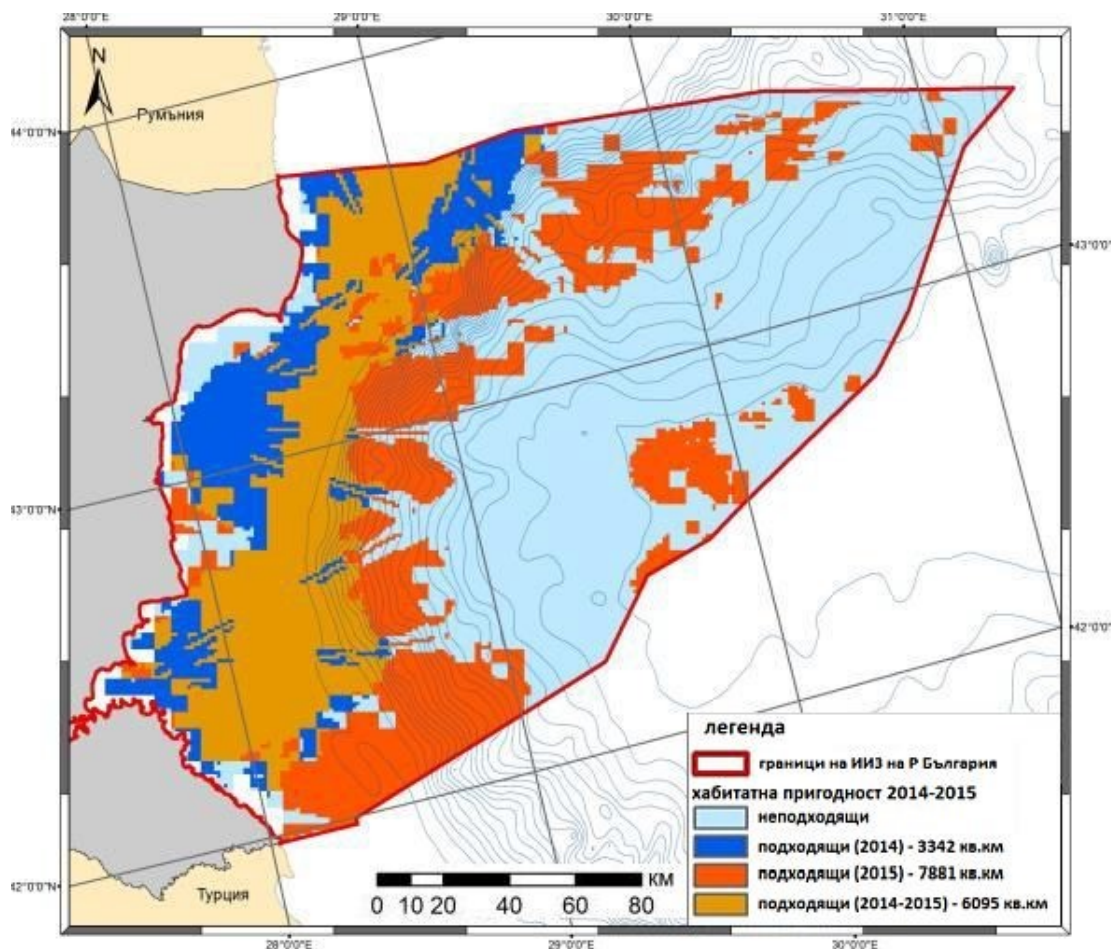 28°0'0"E 29°0'0"E 30°0'0"E 31°0'0"E
N
Румъния
44°0'0"N
43°0'0"N
43°0'0"N
42°0'0"N
42°0'0"N
легенда
граници на ИИЗ на Р България
хабитатна пригодност 2014-2015
неподходящи
подходящи (2014) - 3342 кв.км
подходящи (2015) - 7881 кв.км
подходящи (2014-2015) - 6095 кв.км
Турция
КМ
0 10 20 40 60 80
28°0'0"E 29°0'0"E 30°0'0"E